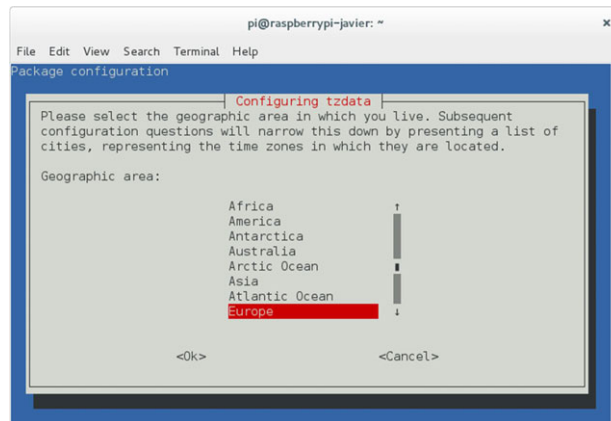 pi@raspberrypi-javier: ~ ×
File Edit View Search Terminal Help
Package configuration
Configuring tzdata
Please select the geographic area in which you live. Subsequent
configuration questions will narrow this down by presenting a list of
cities, representing the time zones in which they are located.
Geographic area:
Africa ↑
America
Antarctica
Australia
Arctic Ocean
Asia
Atlantic Ocean
Europe ↓
<Ok> <Cancel>